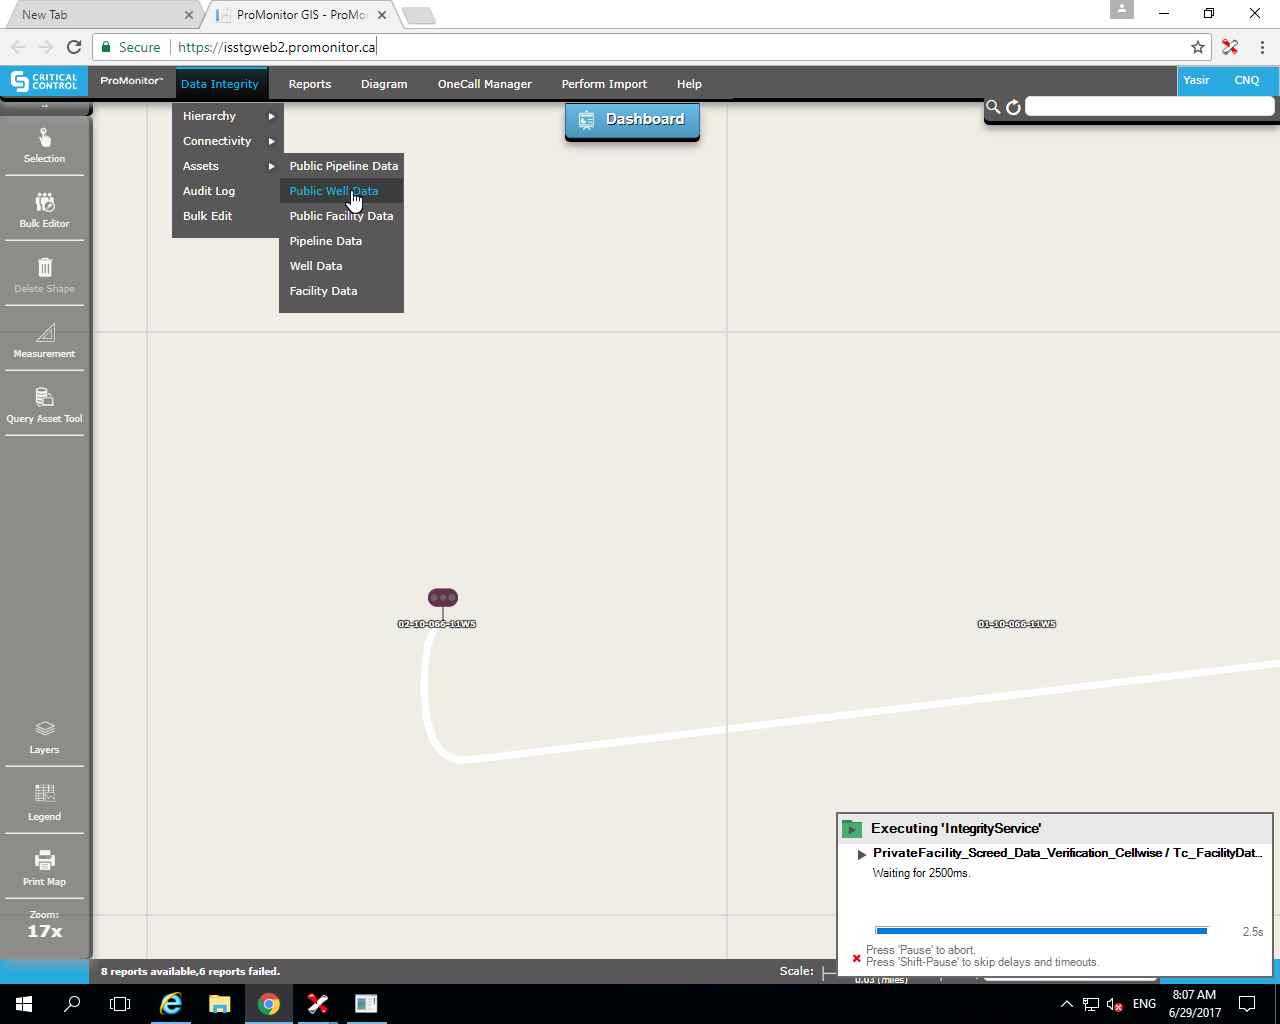 New Tab
ProMonitor GIS - ProMo
Secure
https://isstgweb2.promonitor.ca
CRITICAL CONTROL
ProMonitor™
Data Integrity
Reports
Diagram
OneCall Manager
Perform Import
Help
Yasir
CNQ
Hierarchy
Connectivity
Assets
Audit Log
Bulk Edit
Public Pipeline Data
Public Well Data
Public Facility Data
Pipeline Data
Well Data
Facility Data
Dashboard
Selection
Bulk Editor
Delete Shape
Measurement
Query Asset Tool
02-10-066-11W5
01-10-066-11W5
Layers
Legend
Print Map
Zoom:
17x
Executing 'IntegrityService'
PrivateFacility_Screed_Data_Verification_Cellwise / Tc_FacilityDat...
Waiting for 2500ms.
2.5s
Press 'Pause' to abort.
Press 'Shift-Pause' to skip delays and timeouts.
8 reports available,6 reports failed.
Scale:
0.03 (miles)
ENG
8:07 AM
6/29/2017